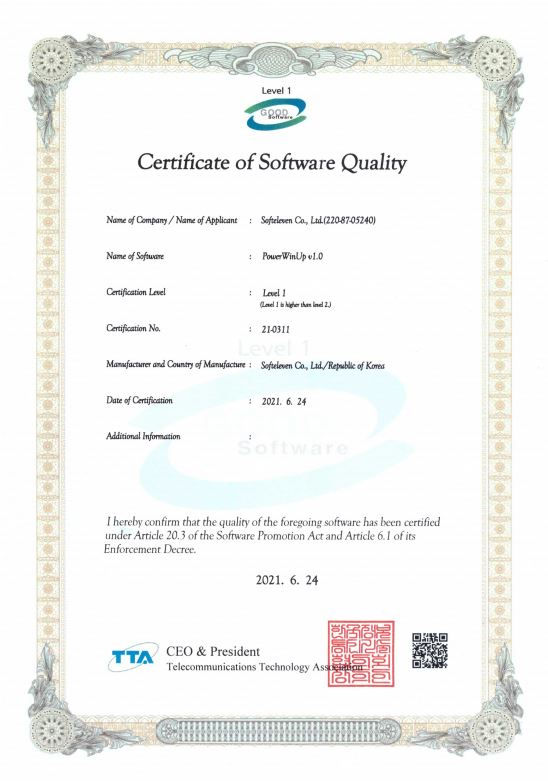 Level 1
GOOD
Software
Certificate of Software Quality
Name of Company / Name of Applicant : Softeleven Co., Ltd.(220-87-05240)
Name of Software : PowerWinUp v1.0
Certification Level : Level 1
(Level 1 is higher than level 2.)
Certification No. : 21-0311
Level 1
Manufacturer and Country of Manufacture : Softeleven Co., Ltd./Republic of Korea
Date of Certification : 2021. 6. 24
Additional Information :
Software
I hereby confirm that the quality of the foregoing software has been certified
under Article 20.3 of the Software Promotion Act and Article 6.1 of its
Enforcement Decree.
2021. 6. 24
TTA
CEO & President
Telecommunications Technology Association